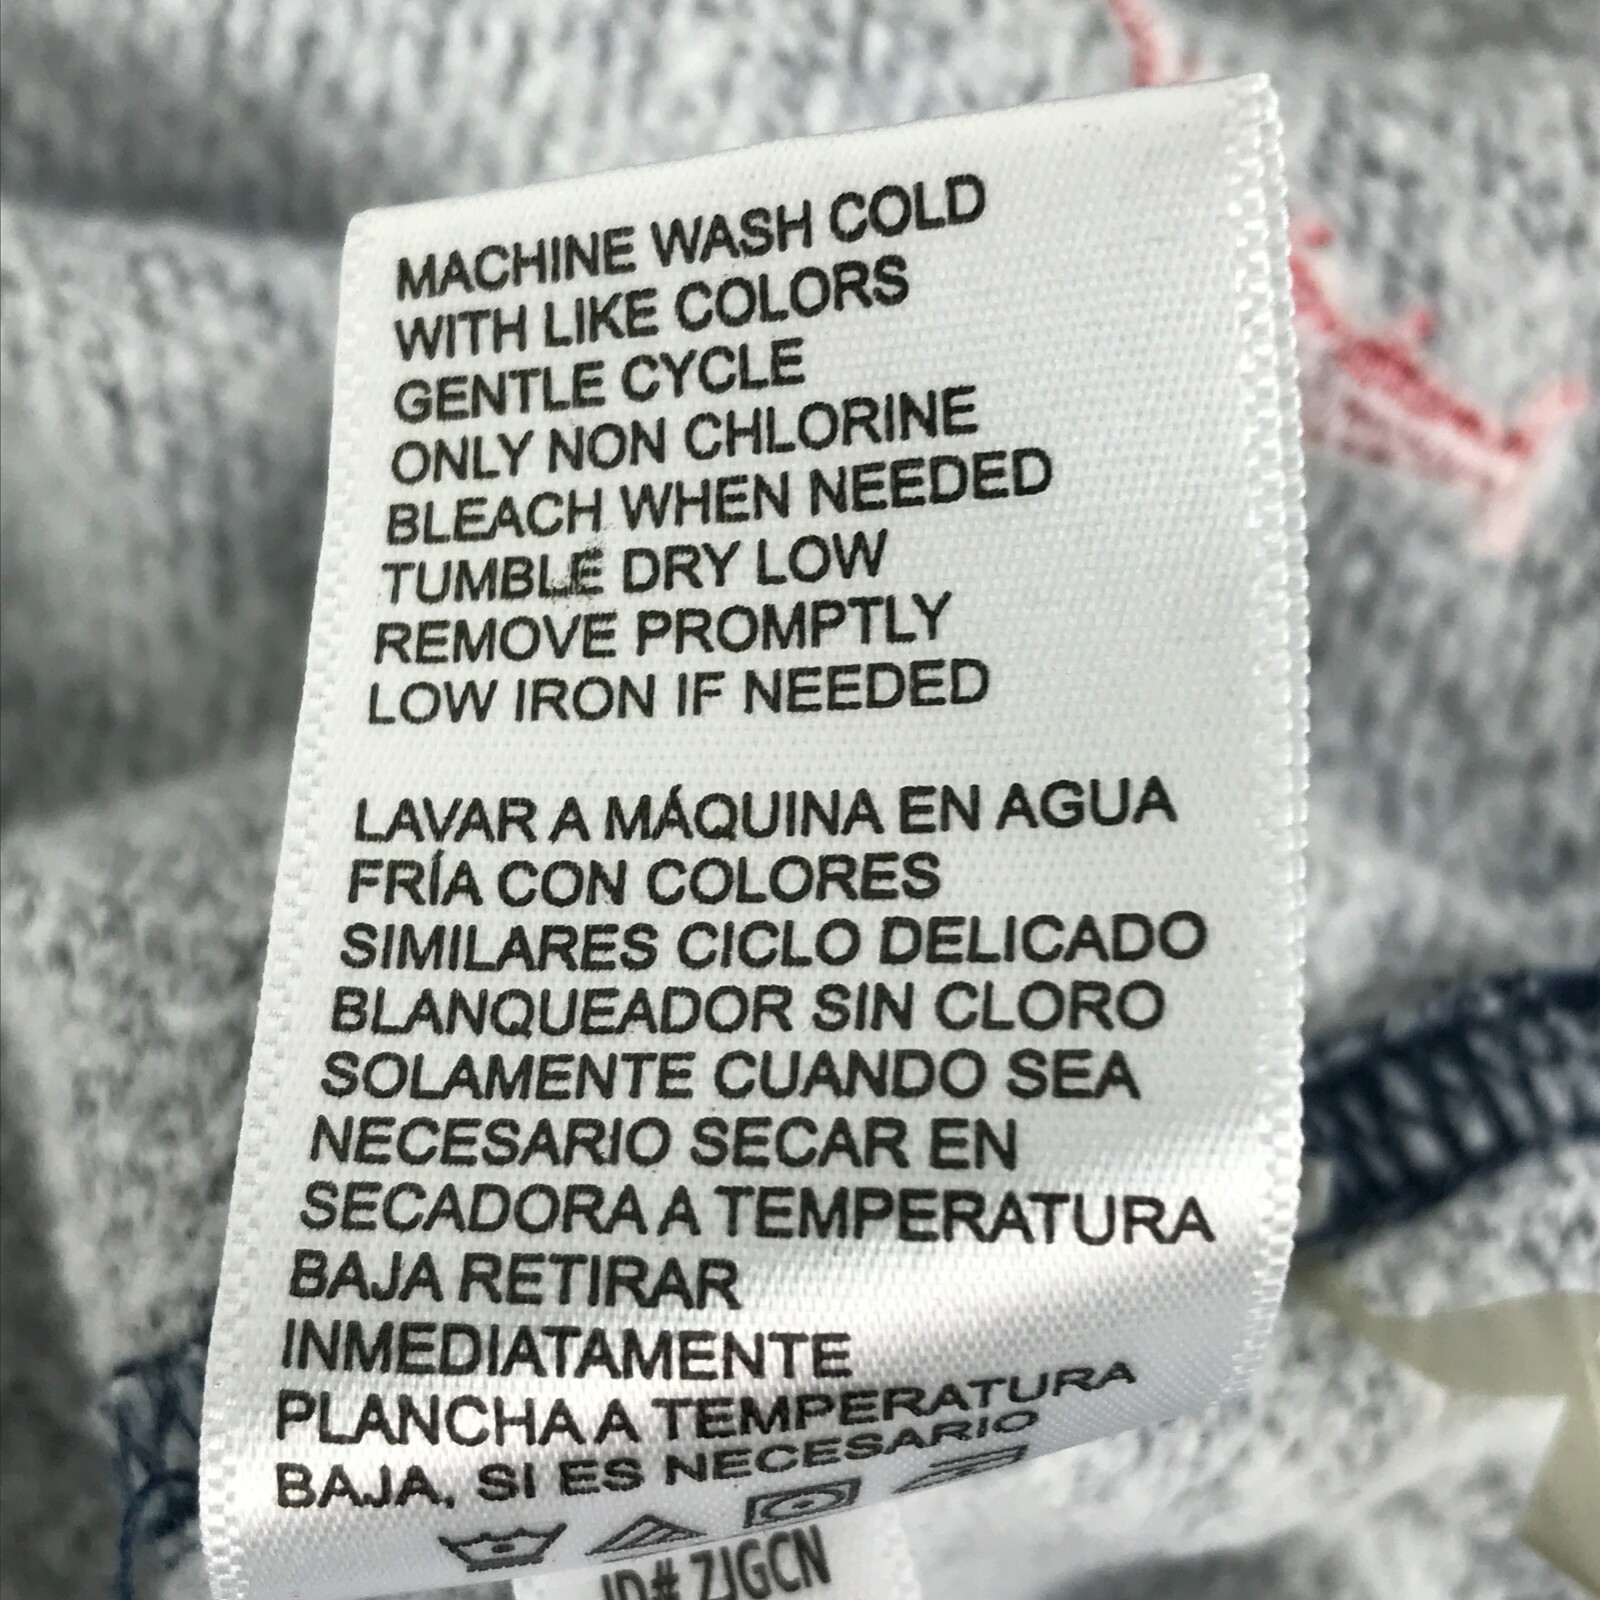 MACHINE WASH COLD
WITH LIKE COLORS
GENTLE CYCLE
ONLY NON CHLORINE
BLEACH WHEN NEEDED
TUMBLE DRY LOW
REMOVE PROMPTLY
LOW IRON IF NEEDED
LAVAR A MÁQUINA EN AGUA
FRÍA CON COLORES
SIMILARES CICLO DELICADO
BLANQUEADOR SIN CLORO
SOLAMENTE CUANDO SEA
NECESARIO SECAR EN
SECADORA A TEMPERATURA
BAJA RETIRAR
INMEDIATAMENTE
PLANCHA A TEMPERATURA
BAJA, SI ES NECESARIO
ID# ZJGCN